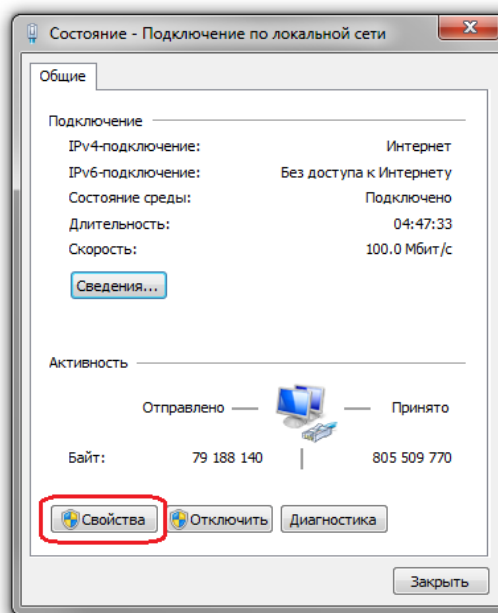 Состояние - Подключение по локальной сети
Общие
Подключение
IPv4-подключение: Интернет
IPv6-подключение: Без доступа к Интернету
Состояние среды: Подключено
Длительность: 04:47:33
Скорость: 100.0 Мбит/с
Сведения...
Активность
Отправлено — — Принято
Байт: 79 188 140 | 805 509 770
Свойства Отключить Диагностика
Закрыть